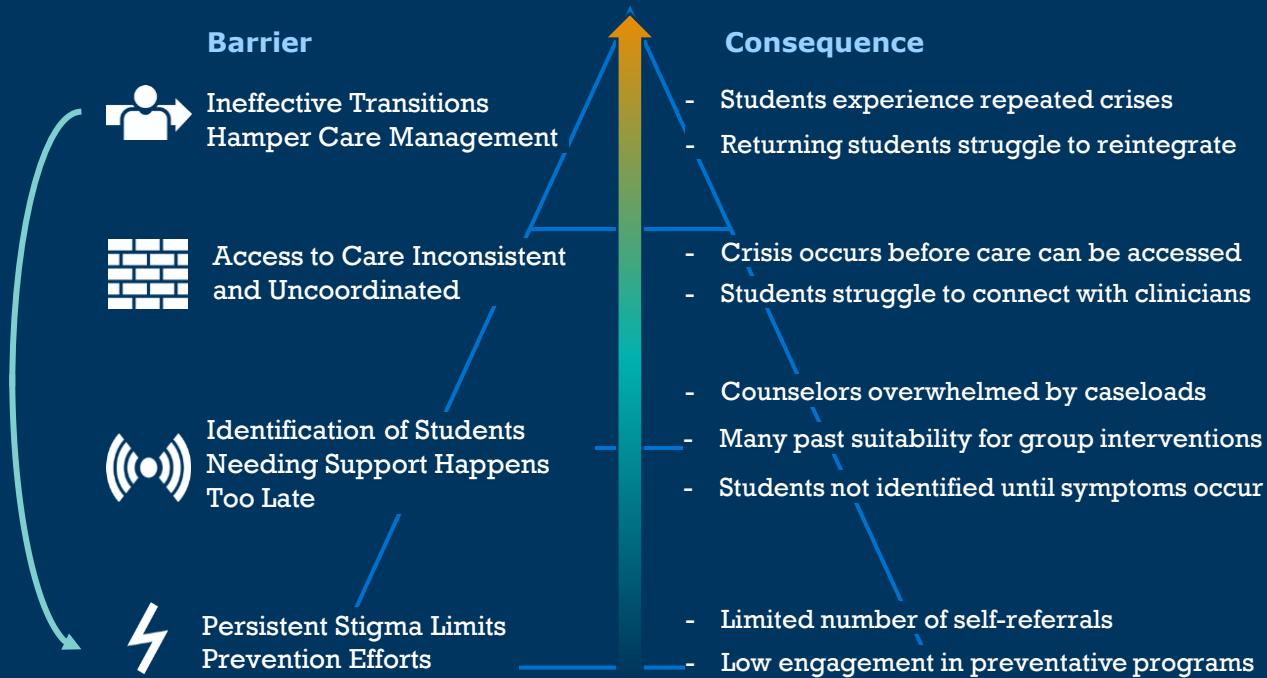 Barrier
Consequence
Ineffective Transitions
Hamper Care Management
- Students experience repeated crises
- Returning students struggle to reintegrate
Access to Care Inconsistent
and Uncoordinated
- Crisis occurs before care can be accessed
- Students struggle to connect with clinicians
Identification of Students
Needing Support Happens
Too Late
- Counselors overwhelmed by caseloads
- Many past suitability for group interventions
- Students not identified until symptoms occur
Persistent Stigma Limits
Prevention Efforts
- Limited number of self-referrals
- Low engagement in preventative programs